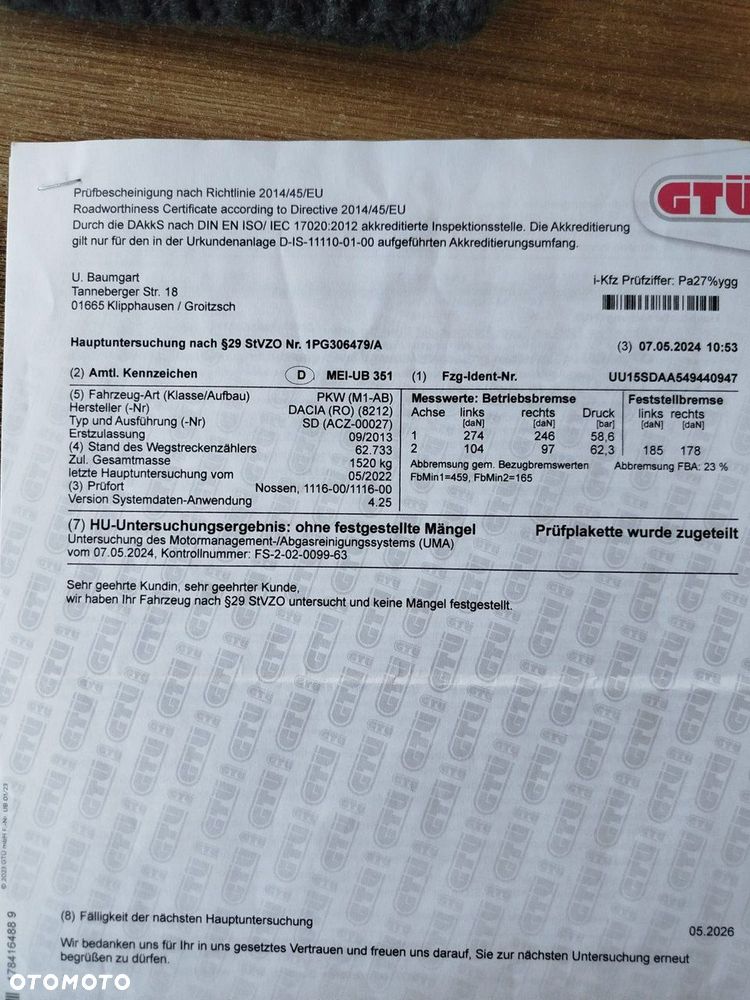 GTÜ
Prüfbescheinigung nach Richtlinie 2014/45/EU
Roadworthiness Certificate according to Directive 2014/45/EU
Durch die DAkkS nach DIN EN ISO/ IEC 17020:2012 akkreditierte Inspektionsstelle. Die Akkreditierung
gilt nur für den in der Urkundenanlage D-IS-11110-01-00 aufgeführten Akkreditierungsumfang.
U. Baumgart
Tanneberger Str. 18
01665 Klipphausen / Groitzsch
i-Kfz Prüfziffer: Pa27%ygg
Hauptuntersuchung nach §29 StVZO Nr. 1PG306479/A (3) 07.05.2024 10:53
(2) Amtl. Kennzeichen D MEI-UB 351 (1) Fzg-Ident-Nr. UU15SDAA549440947
(5) Fahrzeug-Art (Klasse/Aufbau) PKW (M1-AB)
Hersteller (-Nr) DACIA (RO) (8212)
Typ und Ausführung (-Nr) SD (ACZ-00027)
Erstzulassung 09/2013
(4) Stand des Wegstreckenzählers 62.733
Zul. Gesamtmasse 1520 kg
letzte Hauptuntersuchung vom 05/2022
(3) Prüfort Nossen, 1116-00/1116-00
Version Systemdaten-Anwendung 4.25
Messwerte: Betriebsbremse Feststellbremse
Achse links rechts Druck links rechts
[daN] [daN] [bar] [daN] [daN]
1 274 246 58,6
2 104 97 62,3 185 178
Abbremsung gem. Bezugbremswerten Abbremsung FBA: 23 %
FbMin1=459, FbMin2=165
(7) HU-Untersuchungsergebnis: ohne festgestellte Mängel Prüfplakette wurde zugeteilt
Untersuchung des Motormanagement-/Abgasreinigungssystems (UMA)
vom 07.05.2024, Kontrollnummer: FS-2-02-0099-63
Sehr geehrte Kundin, sehr geehrter Kunde,
wir haben Ihr Fahrzeug nach §29 StVZO untersucht und keine Mängel festgestellt.
(8) Fälligkeit der nächsten Hauptuntersuchung 05.2026
Wir bedanken uns für Ihr in uns gesetztes Vertrauen und freuen uns darauf, Sie zur nächsten Untersuchung erneut
begrüßen zu dürfen.
178416488 9
OTOMOTO